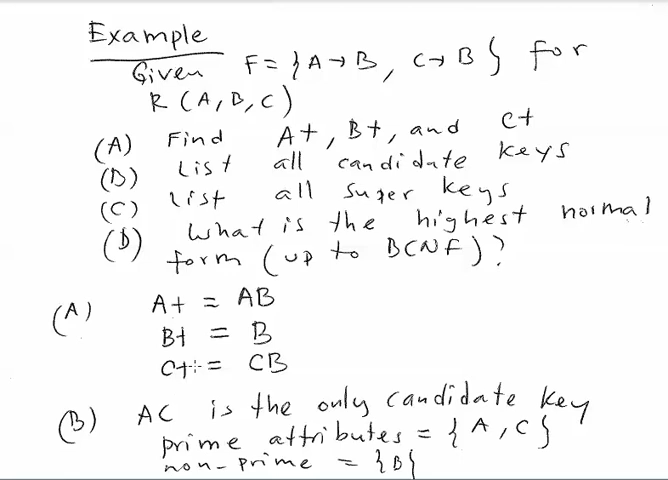 Example
Given F = { A → B, C → B } for
R (A, B, C)
(A) Find A+, B+, and C+
(B) List all candidate keys
(C) List all super keys
(D) What is the highest normal
form (up to BCNF)?
(A) A+ = AB
B+ = B
C+ = CB
(B) AC is the only candidate key
prime attributes = { A, C }
non-prime = { B }